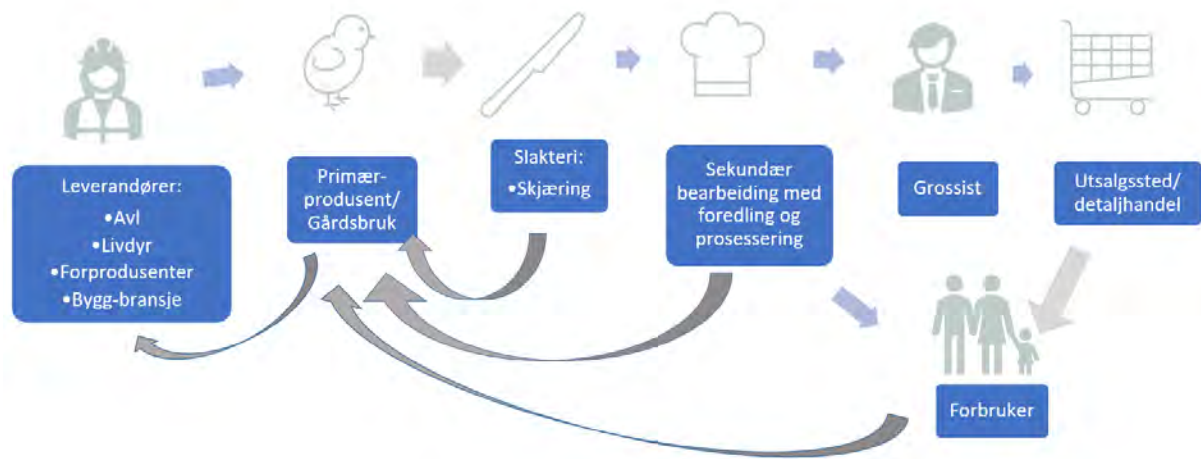 Leverandører:
•Avl
•Livdyr
•Forprodusenter
•Bygg-bransje
Primær-
produsent/
Gårdsbruk
Slakteri:
•Skjæring
Sekundær
bearbeiding med
foredling og
prosessering
Grossist
Utsalgssted/
detaljhandel
Forbruker